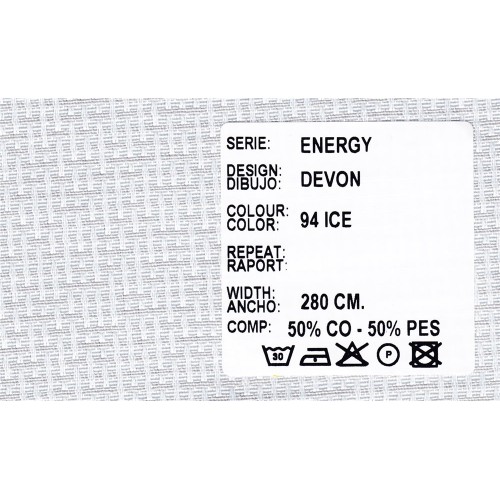 SERIE: ENERGY
DESIGN:
DIBUJO: DEVON
COLOUR:
COLOR: 94 ICE
REPEAT:
RAPORT:
WIDTH:
ANCHO: 280 CM.
COMP: 50% CO - 50% PES
30 P